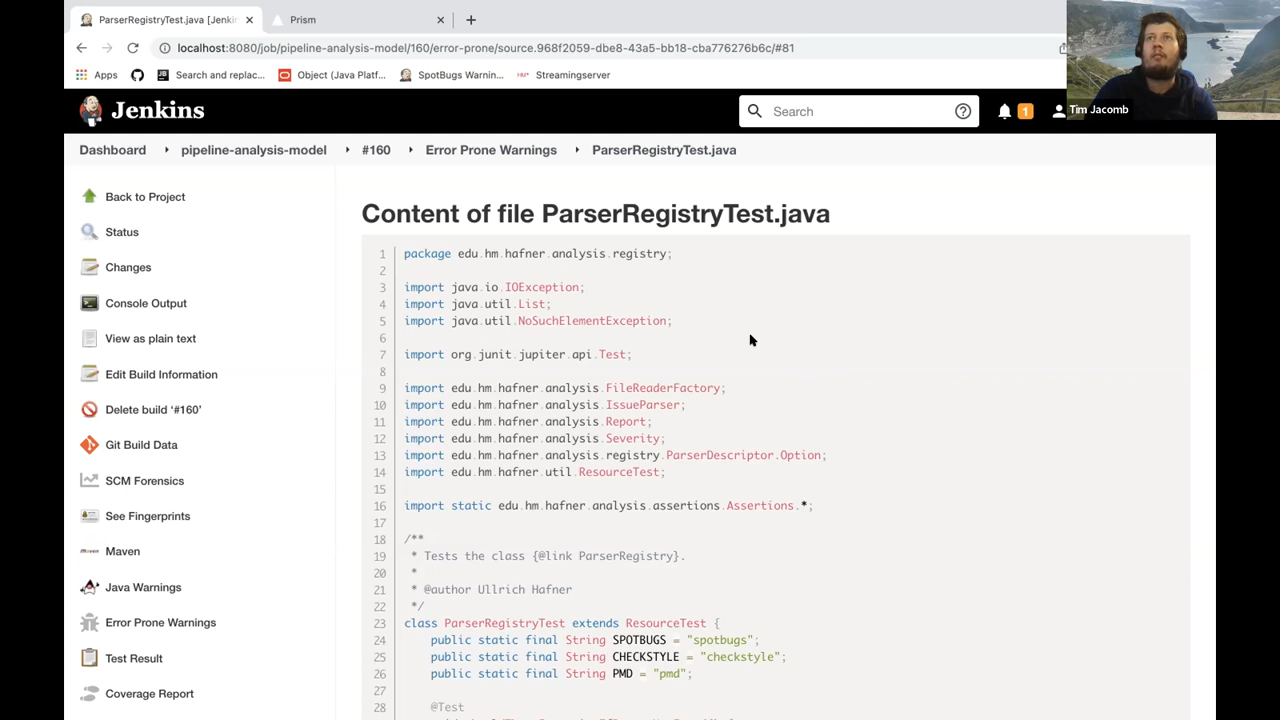 ParserRegistryTest.java [Jenkin
Prism
localhost:8080/job/pipeline-analysis-model/160/error-prone/source.968f2059-dbe8-43a5-bb18-cba776276b6c/#81
Apps
Search and replac...
Object (Java Platf...
SpotBugs Warnin...
Streamingserver
Tim Jacomb
Jenkins
Search
1
Dashboard
pipeline-analysis-model
#160
Error Prone Warnings
ParserRegistryTest.java
Back to Project
Status
Changes
Console Output
View as plain text
Edit Build Information
Delete build ‘#160’
Git Build Data
SCM Forensics
See Fingerprints
Maven
Java Warnings
Error Prone Warnings
Test Result
Coverage Report
Content of file ParserRegistryTest.java
1 package edu.hm.hafner.analysis.registry;
2
3 import java.io.IOException;
4 import java.util.List;
5 import java.util.NoSuchElementException;
6
7 import org.junit.jupiter.api.Test;
8
9 import edu.hm.hafner.analysis.FileReaderFactory;
10 import edu.hm.hafner.analysis.IssueParser;
11 import edu.hm.hafner.analysis.Report;
12 import edu.hm.hafner.analysis.Severity;
13 import edu.hm.hafner.analysis.registry.ParserDescriptor.Option;
14 import edu.hm.hafner.util.ResourceTest;
15
16 import static edu.hm.hafner.analysis.assertions.Assertions.*;
17
18 /**
19 * Tests the class {@link ParserRegistry}.
20 *
21 * @author Ullrich Hafner
22 */
23 class ParserRegistryTest extends ResourceTest {
24 public static final String SPOTBUGS = "spotbugs";
25 public static final String CHECKSTYLE = "checkstyle";
26 public static final String PMD = "pmd";
27
28 @Test